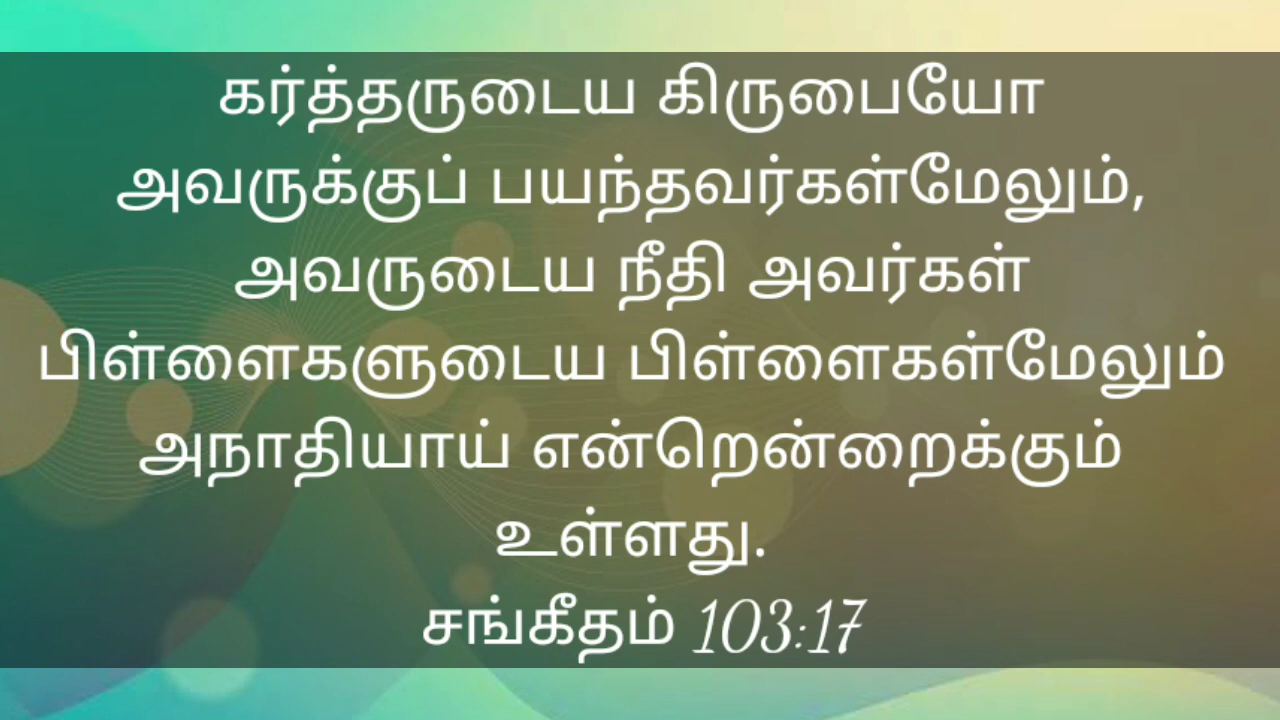 கர்த்தருடைய கிருபையோ
அவருக்குப் பயந்தவர்கள்மேலும்,
அவருடைய நீதி அவர்கள்
பிள்ளைகளுடைய பிள்ளைகள்மேலும்
அநாதியாய் என்றென்றைக்கும்
உள்ளது.
சங்கீதம் 103:17